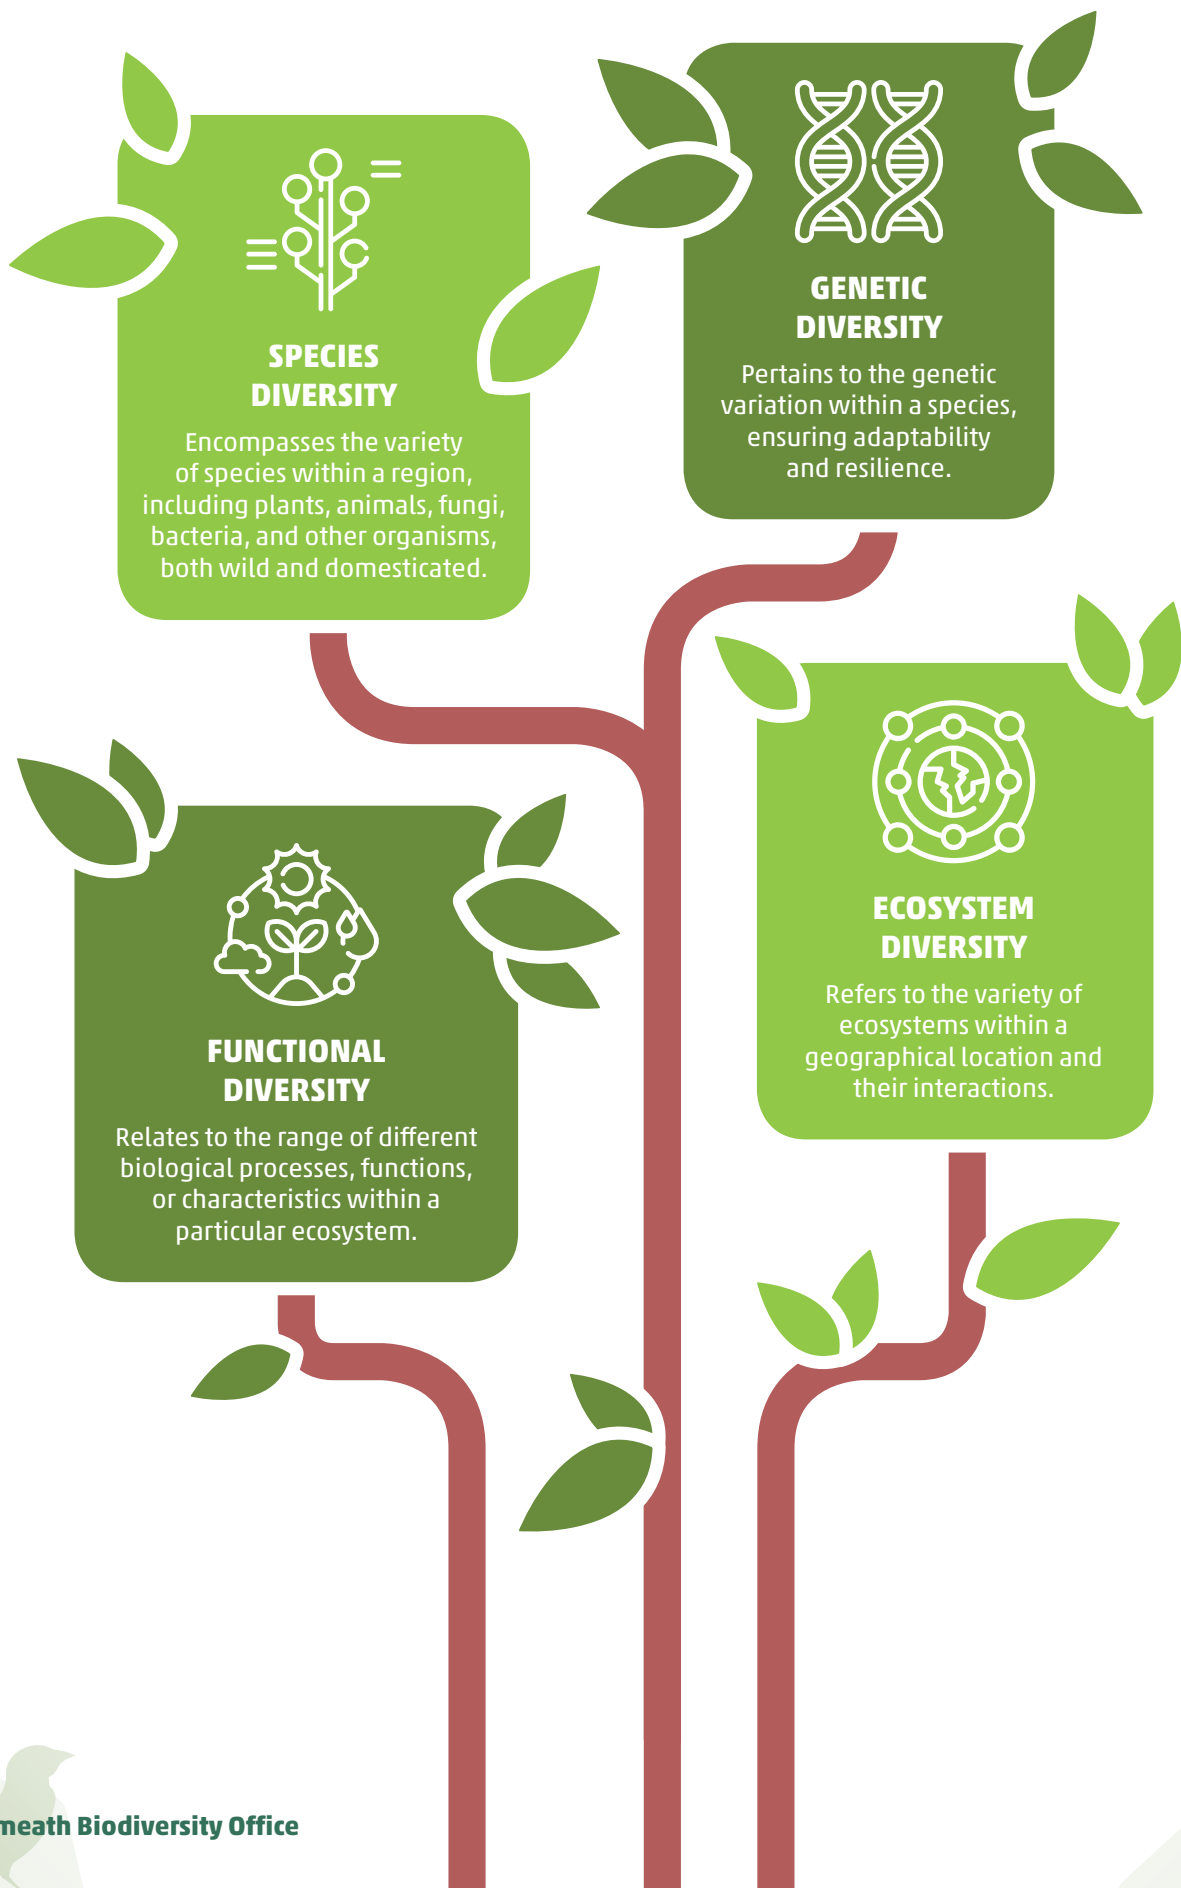 SPECIES
DIVERSITY
Encompasses the variety
of species within a region,
including plants, animals, fungi,
bacteria, and other organisms,
both wild and domesticated.
GENETIC
DIVERSITY
Pertains to the genetic
variation within a species,
ensuring adaptability
and resilience.
FUNCTIONAL
DIVERSITY
Relates to the range of different
biological processes, functions,
or characteristics within a
particular ecosystem.
ECOSYSTEM
DIVERSITY
Refers to the variety of
ecosystems within a
geographical location and
their interactions.
meath Biodiversity Office